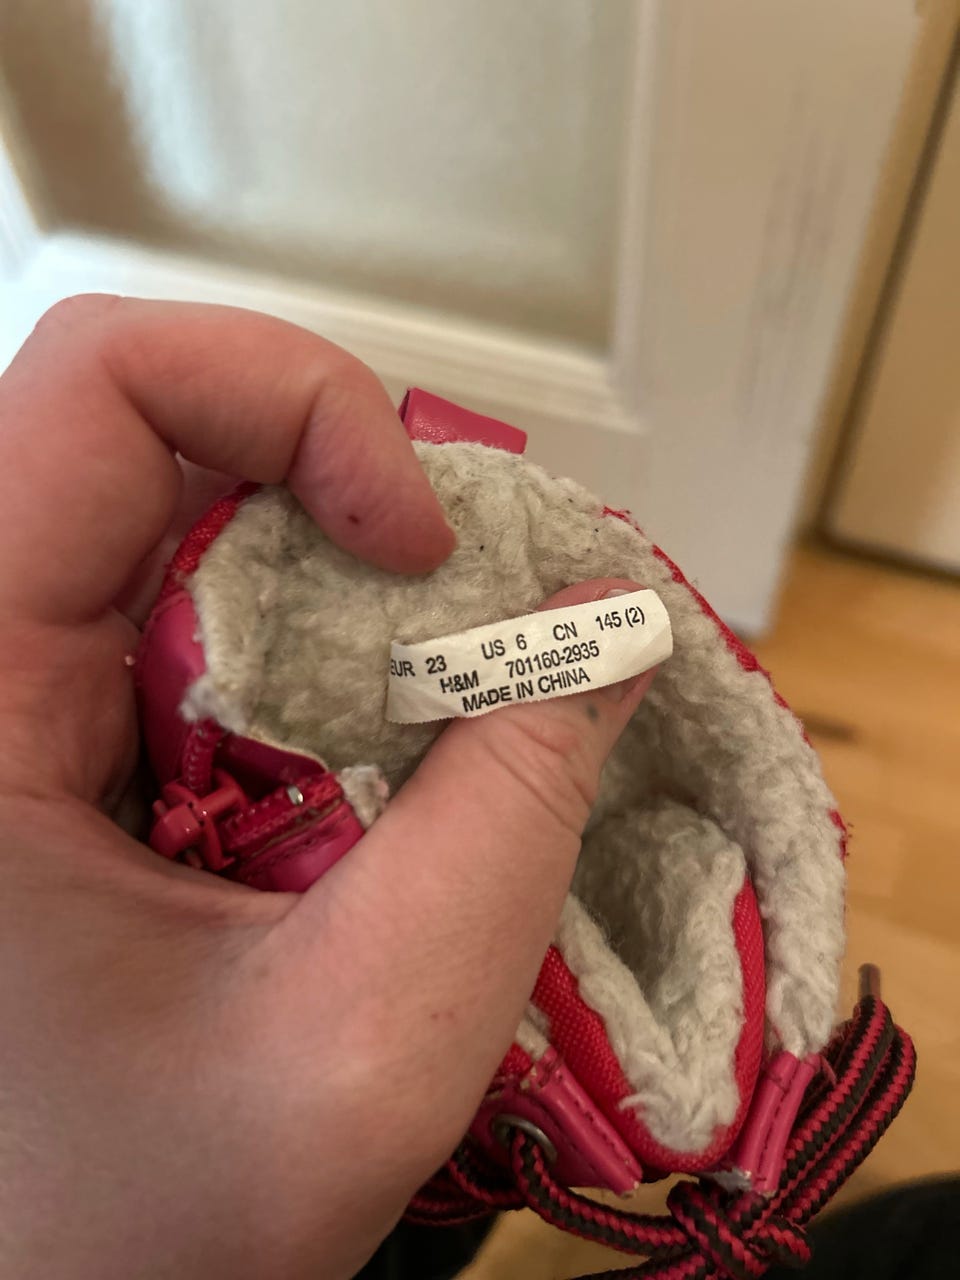 EUR 23 US 6 CN 145 (2)
H&M 701160-2935
MADE IN CHINA